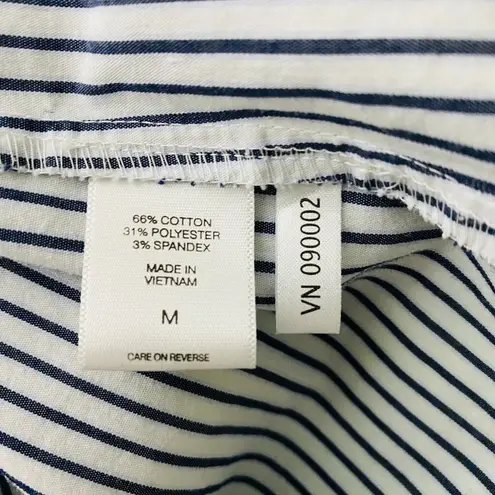 66% COTTON
31% POLYESTER
3% SPANDEX
MADE IN
VIETNAM
M
CARE ON REVERSE
VN 090002